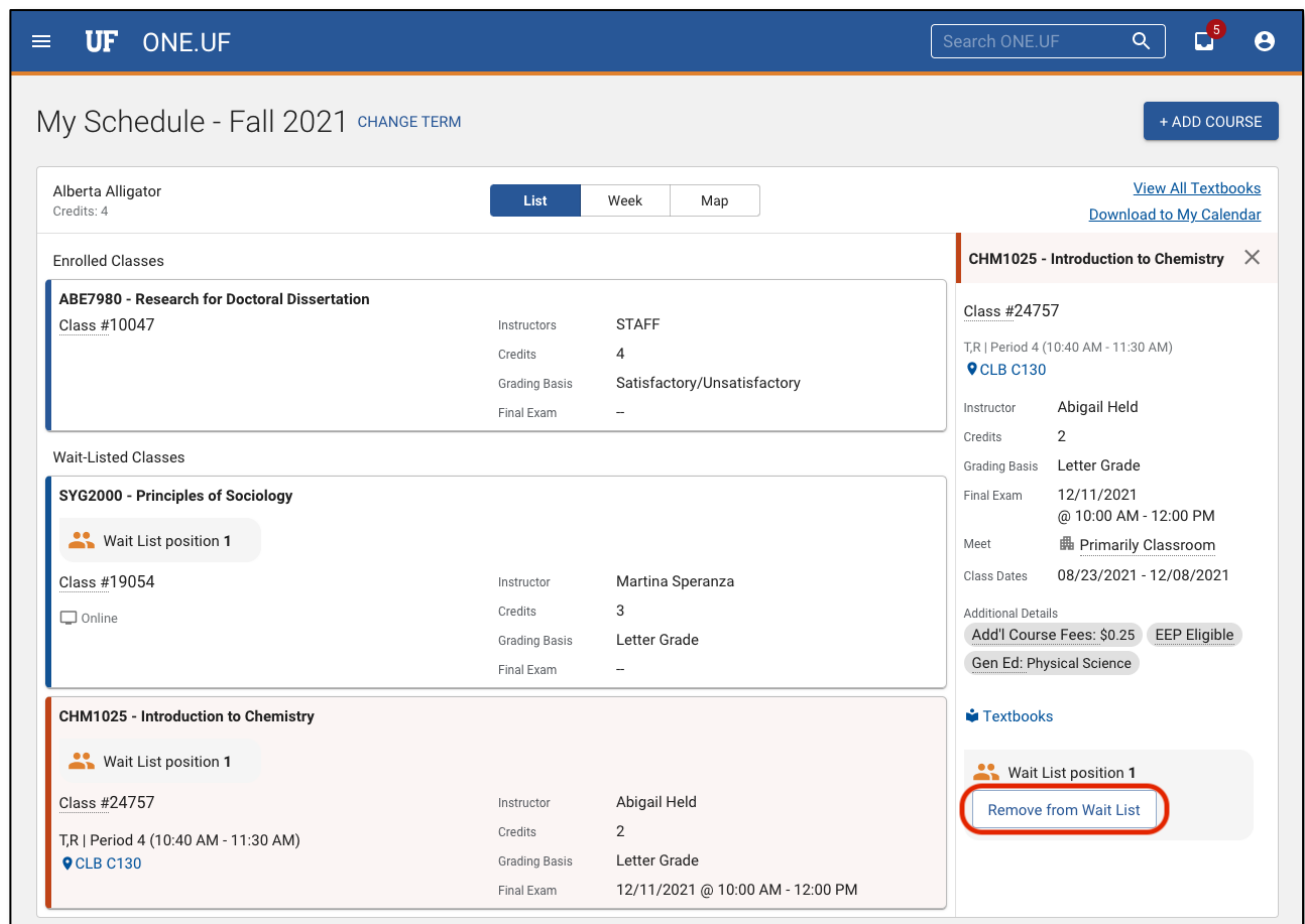 UF ONE.UF Search ONE.UF 5
My Schedule - Fall 2021 CHANGE TERM + ADD COURSE
Alberta Alligator
Credits: 4
List Week Map
View All Textbooks
Download to My Calendar
Enrolled Classes
ABE7980 - Research for Doctoral Dissertation
Class #10047
Instructors STAFF
Credits 4
Grading Basis Satisfactory/Unsatisfactory
Final Exam --
Wait-Listed Classes
SYG2000 - Principles of Sociology
Wait List position 1
Class #19054
Online
Instructor Martina Speranza
Credits 3
Grading Basis Letter Grade
Final Exam --
CHM1025 - Introduction to Chemistry
Wait List position 1
Class #24757
T,R | Period 4 (10:40 AM - 11:30 AM)
CLB C130
Instructor Abigail Held
Credits 2
Grading Basis Letter Grade
Final Exam 12/11/2021 @ 10:00 AM - 12:00 PM
CHM1025 - Introduction to Chemistry
Class #24757
T,R | Period 4 (10:40 AM - 11:30 AM)
CLB C130
Instructor Abigail Held
Credits 2
Grading Basis Letter Grade
Final Exam 12/11/2021
@ 10:00 AM - 12:00 PM
Meet Primarily Classroom
Class Dates 08/23/2021 - 12/08/2021
Additional Details
Add'l Course Fees: $0.25 EEP Eligible
Gen Ed: Physical Science
Textbooks
Wait List position 1
Remove from Wait List